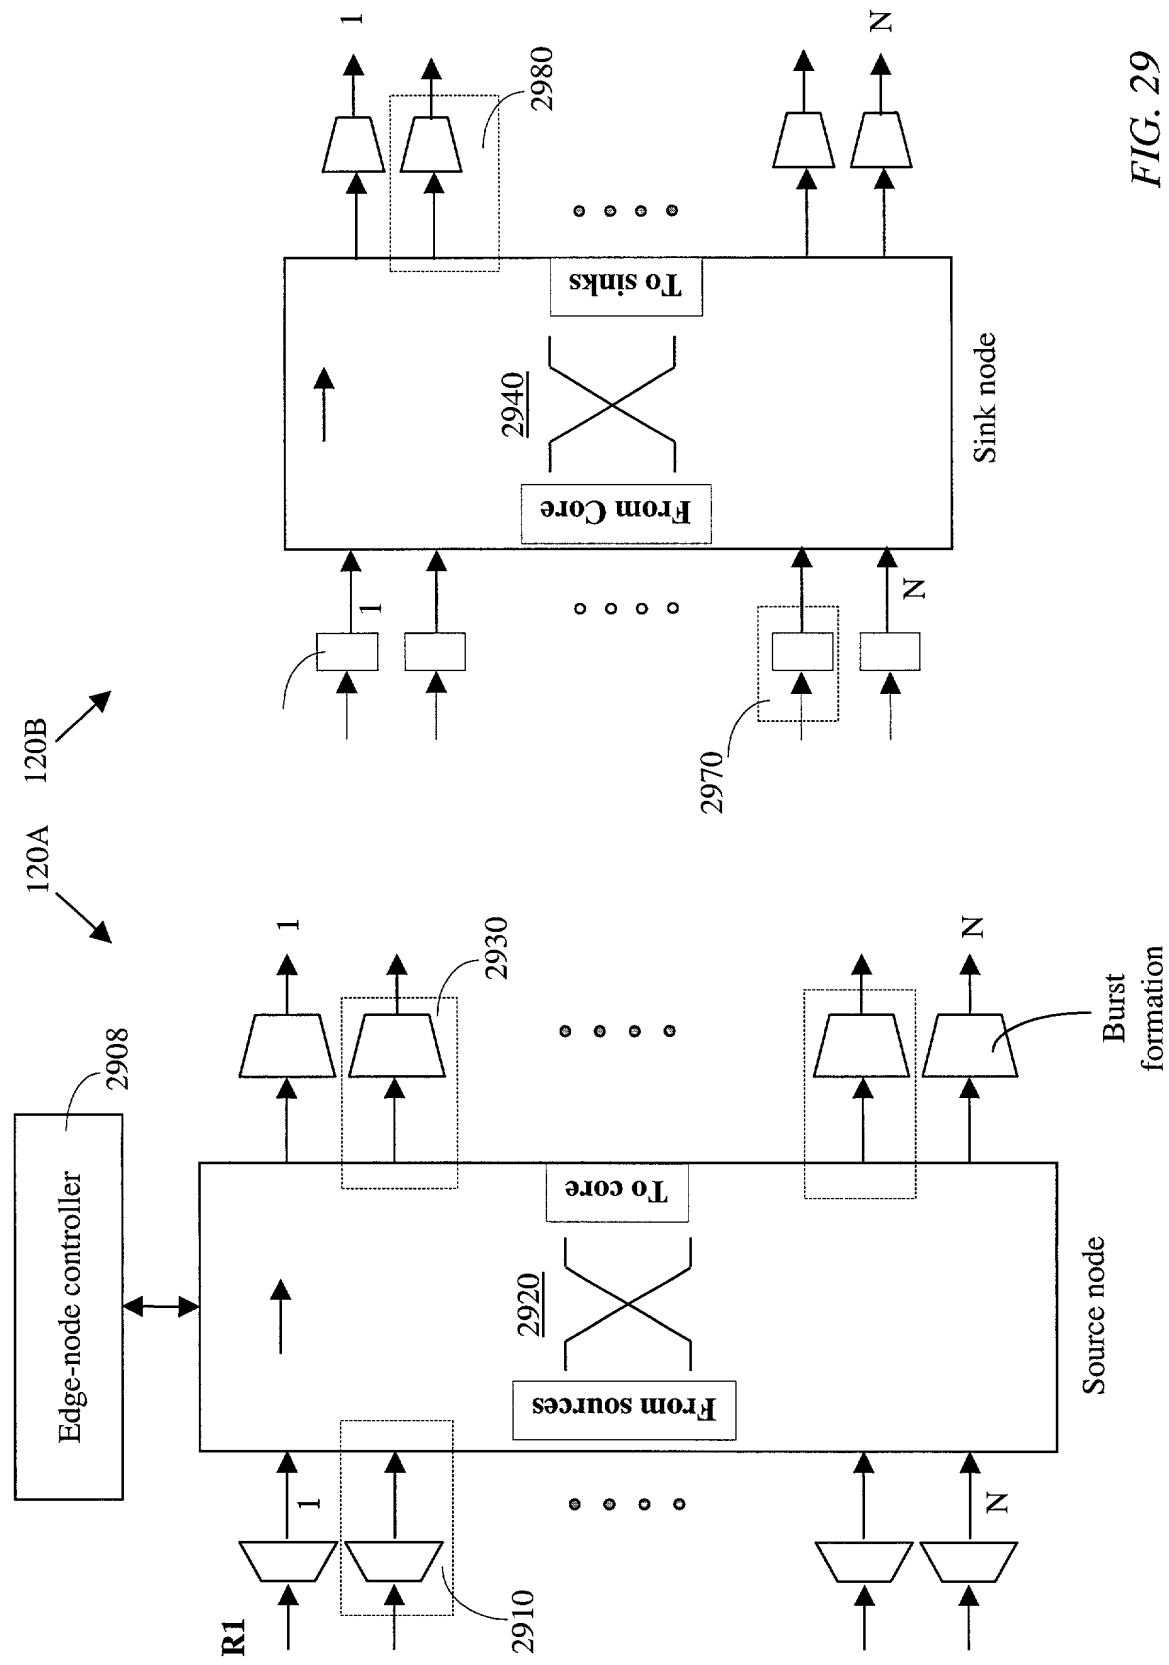 Edge-node controller
2908
120A
120B
R1
1
1
2910
2930
From sources
2920
To core
N
N
Source node
Burst
formation
1
1
2970
2980
From Core
2940
To sinks
N
N
Sink node
FIG. 29